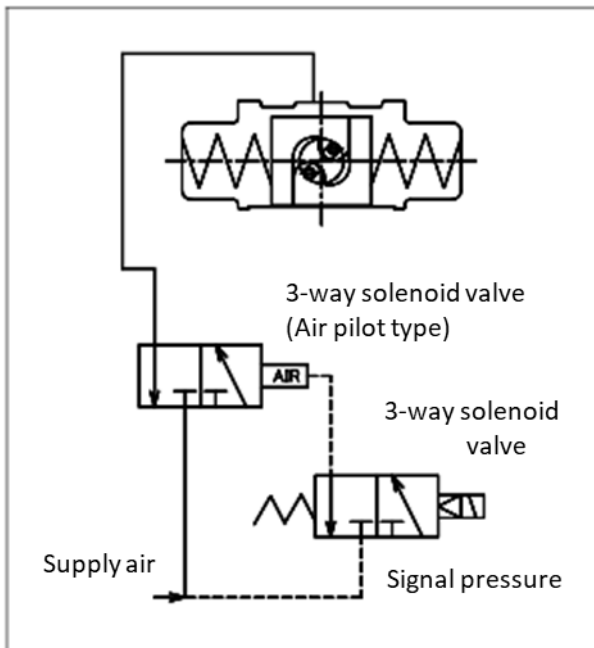 3-way solenoid valve
(Air pilot type)
AIR
3-way solenoid
valve
Supply air
Signal pressure